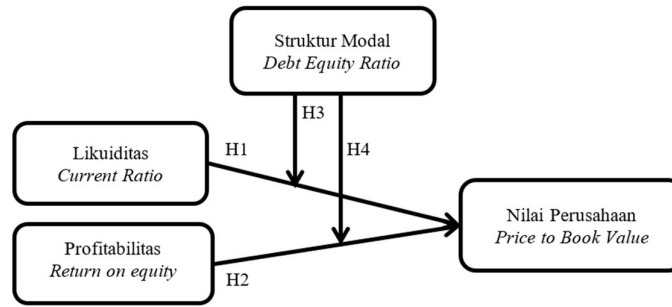 Struktur Modal
Debt Equity Ratio
H3
H4
Likuiditas
Current Ratio
H1
Nilai Perusahaan
Price to Book Value
Profitabilitas
Return on equity
H2